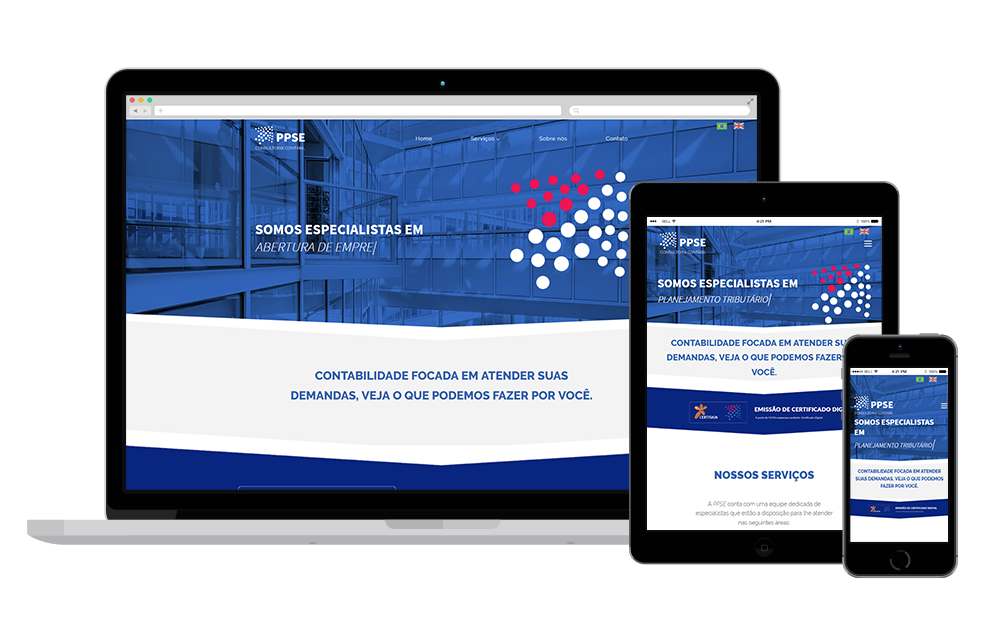 PPSE
CONSULTORIA CONTÁBIL
Home
Serviços
Sobre nós
Contato
SOMOS ESPECIALISTAS EM
ABERTURA DE EMPRE|
CONTABILIDADE FOCADA EM ATENDER SUAS
DEMANDAS, VEJA O QUE PODEMOS FAZER POR VOCÊ.
BELL
4:21 PM
100%
PPSE
CONSULTORIA CONTÁBIL
SOMOS ESPECIALISTAS EM
PLANEJAMENTO TRIBUTÁRIO|
CONTABILIDADE FOCADA EM ATENDER SU
DEMANDAS, VEJA O QUE PODEMOS FAZER
VOCÊ.
CERTISIGN
EMISSÃO DE CERTIFICADO DIG
NOSSOS SERVIÇOS
A PPSE conta com uma equipe dedicada de
especialistas que estão a disposição para lhe atender
nas seguintes áreas.
BELL
4:21 PM
100%
PPSE
CONSULTORIA CONTÁBIL
SOMOS ESPECIALISTAS
EM
PLANEJAMENTO TRIBUTÁRIO|
CONTABILIDADE FOCADA EM ATENDER
SUAS DEMANDAS, VEJA O QUE PODEMOS
FAZER POR VOCÊ.
EMISSÃO DE CERTIFICADO DIGITAL